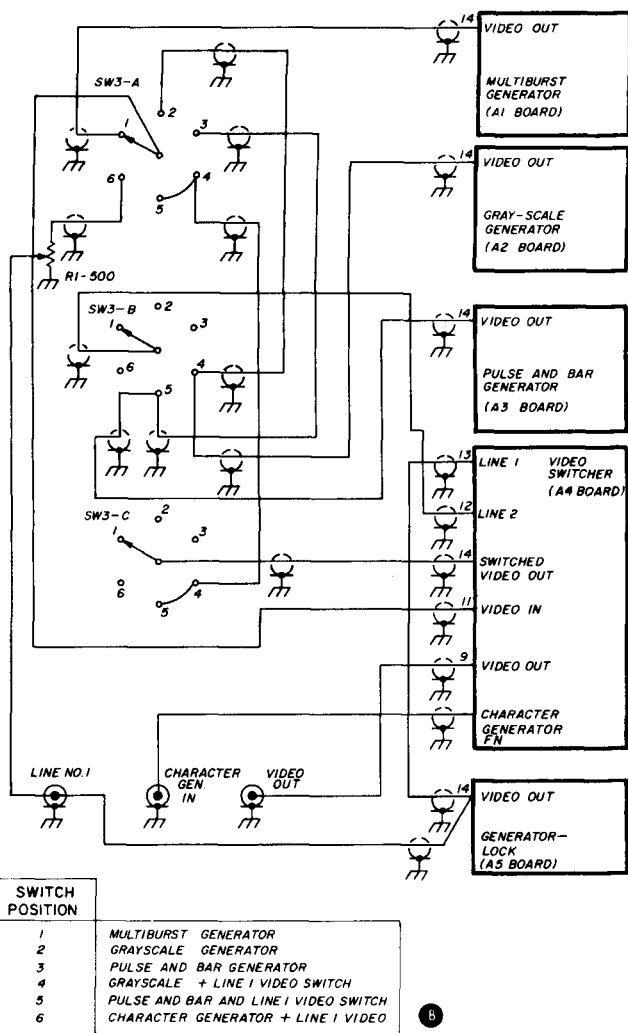 14
VIDEO OUT
MULTIBURST
GENERATOR
(A1 BOARD)
SW3-A
1
2
3
4
5
6
14
VIDEO OUT
GRAY-SCALE
GENERATOR
(A2 BOARD)
R1-500
SW3-B
1
2
3
4
5
6
14
VIDEO OUT
PULSE AND BAR
GENERATOR
(A3 BOARD)
13
LINE 1
VIDEO
SWITCHER
(A4 BOARD)
12
LINE 2
SW3-C
1
2
3
4
5
6
14
SWITCHED
VIDEO OUT
11
VIDEO IN
9
VIDEO OUT
CHARACTER
GENERATOR
FN
LINE NO.1
CHARACTER
GEN.
IN
VIDEO
OUT
14
VIDEO OUT
GENERATOR-
LOCK
(A5 BOARD)
SWITCH
POSITION
1 MULTIBURST GENERATOR
2 GRAYSCALE GENERATOR
3 PULSE AND BAR GENERATOR
4 GRAYSCALE + LINE 1 VIDEO SWITCH
5 PULSE AND BAR AND LINE 1 VIDEO SWITCH
6 CHARACTER GENERATOR + LINE 1 VIDEO
B